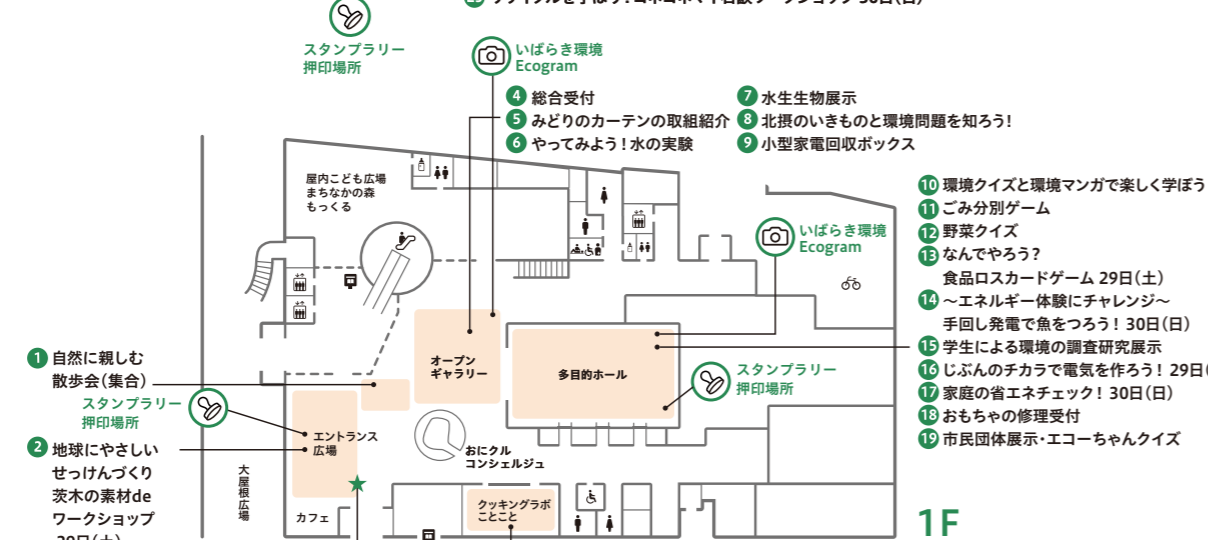 スタンプラリー
押印場所
いばらき環境
Ecogram
4 総合受付
5 みどりのカーテンの取組紹介
6 やってみよう！水の実験
7 水生生物展示
8 北摂のいきものと環境問題を知ろう！
9 小型家電回収ボックス
屋内こども広場
まちなかの森
もっくる
いばらき環境
Ecogram
10 環境クイズと環境マンガで楽しく学ぼう
11 ごみ分別ゲーム
12 野菜クイズ
13 なんでやろう？
食品ロスカードゲーム 29日（土）
14 〜エネルギー体験にチャレンジ〜
手回し発電で魚をつろう！ 30日（日）
15 学生による環境の調査研究展示
16 じぶんのチカラで電気を作ろう！ 29日（
17 家庭の省エネチェック！ 30日（日）
18 おもちゃの修理受付
19 市民団体展示・エコーちゃんクイズ
1 自然に親しむ
散歩会（集合）
オープン
ギャラリー
多目的ホール
スタンプラリー
押印場所
スタンプラリー
押印場所
エントランス
広場
2 地球にやさしい
せっけんづくり
茨木の素材de
ワークショップ
おにクル
コンシェルジュ
大屋根広場
カフェ
クッキングラボ
ことこと
1F